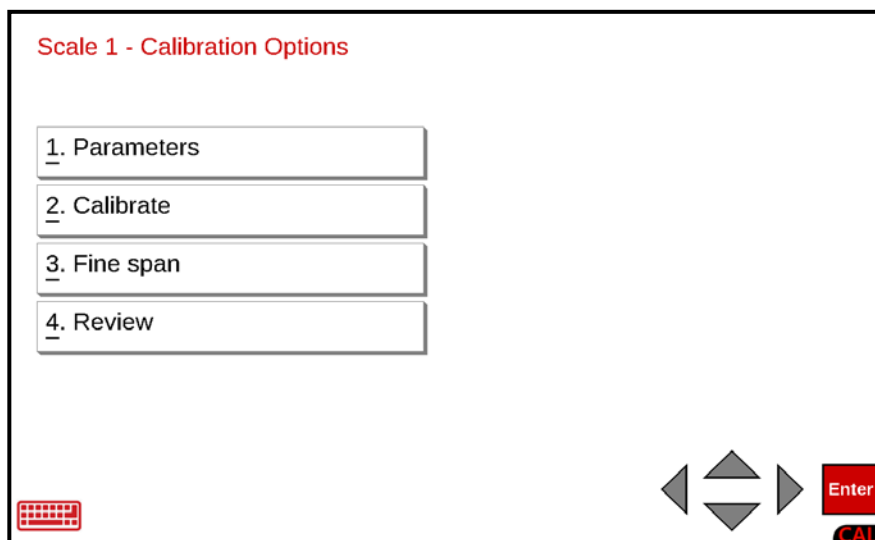 Scale 1 - Calibration Options
1. Parameters
2. Calibrate
3. Fine span
4. Review
Enter